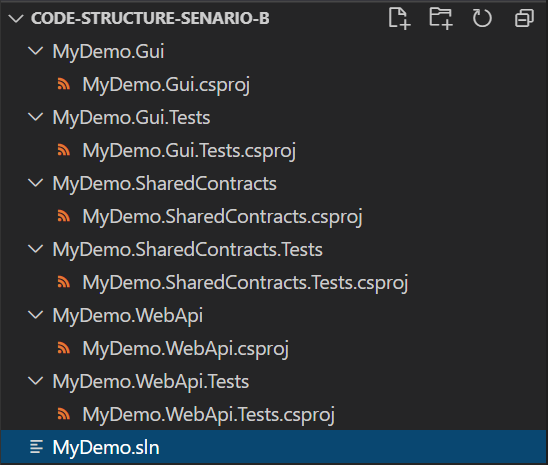 CODE-STRUCTURE-SENARIO-B
MyDemo.Gui
MyDemo.Gui.csproj
MyDemo.Gui.Tests
MyDemo.Gui.Tests.csproj
MyDemo.SharedContracts
MyDemo.SharedContracts.csproj
MyDemo.SharedContracts.Tests
MyDemo.SharedContracts.Tests.csproj
MyDemo.WebApi
MyDemo.WebApi.csproj
MyDemo.WebApi.Tests
MyDemo.WebApi.Tests.csproj
MyDemo.sln